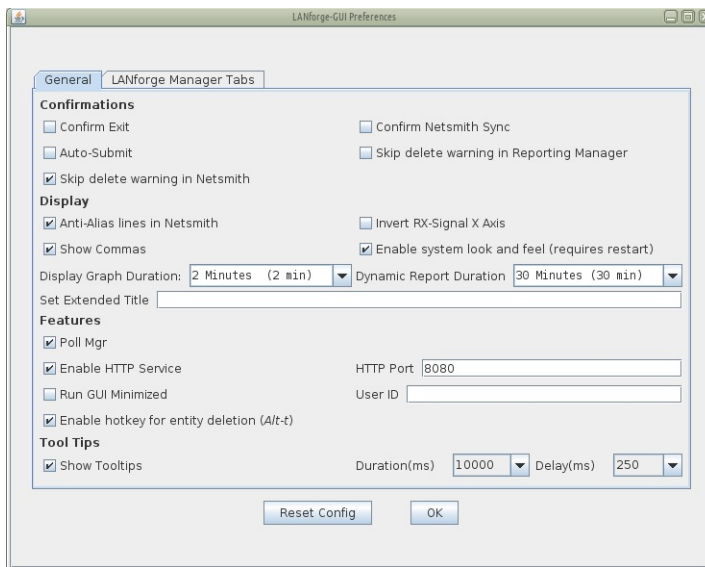 LANforge-GUI Preferences
General LANforge Manager Tabs
Confirmations
Confirm Exit Confirm Netsmith Sync
Auto-Submit Skip delete warning in Reporting Manager
Skip delete warning in Netsmith
Display
Anti-Alias lines in Netsmith Invert RX-Signal X Axis
Show Commas Enable system look and feel (requires restart)
Display Graph Duration: 2 Minutes (2 min) Dynamic Report Duration 30 Minutes (30 min)
Set Extended Title
Features
Poll Mgr
Enable HTTP Service HTTP Port 8080
Run GUI Minimized User ID
Enable hotkey for entity deletion (Alt-t)
Tool Tips
Show Tooltips Duration(ms) 10000 Delay(ms) 250
Reset Config OK